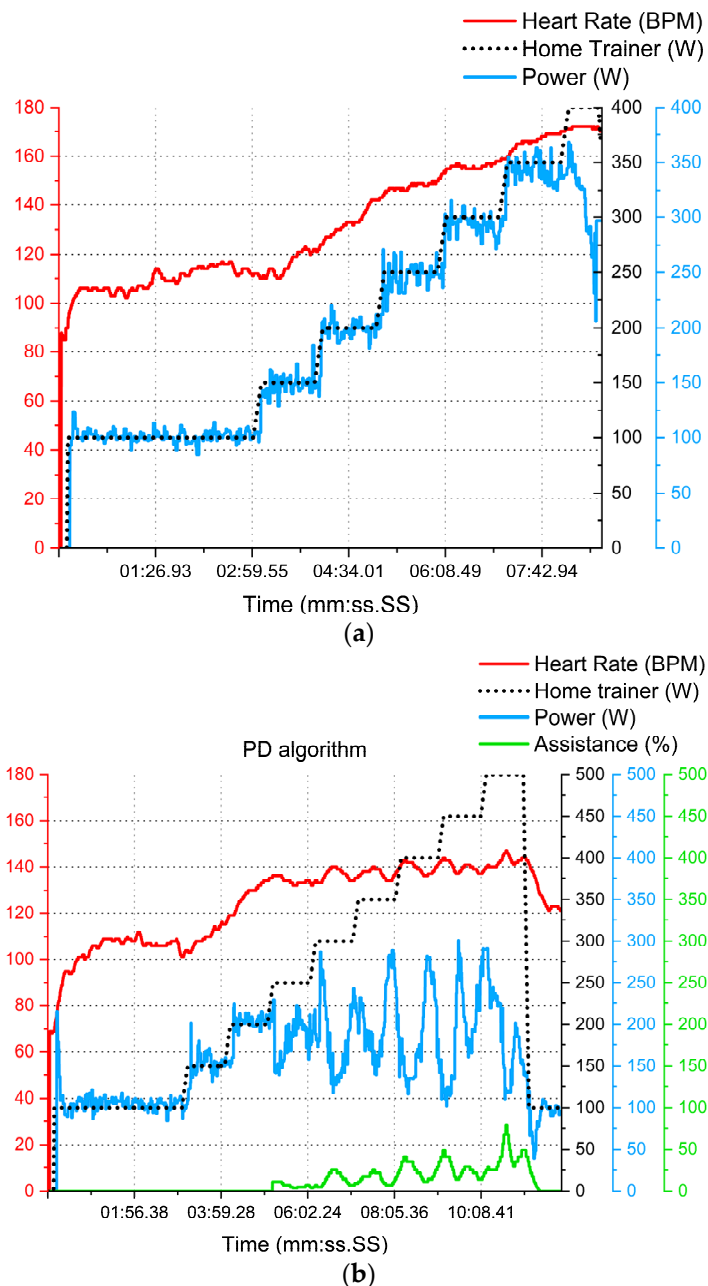 Heart Rate (BPM)
Home Trainer (W)
Power (W)
180 400 400
160 350 350
140 300 300
120 250 250
100 200 200
80 150 150
60 100 100
40 50 50
20 0 0
0
01:26.93 02:59.55 04:34.01 06:08.49 07:42.94
Time (mm:ss.SS)
(a)
Heart Rate (BPM)
Home trainer (W)
Power (W)
Assistance (%)
PD algorithm
180 500 500 500
160 450 450 450
140 400 400 400
120 350 350 350
100 300 300 300
80 250 250 250
60 200 200 200
40 150 150 150
20 100 100 100
0 50 50 50
0 0 0
01:56.38 03:59.28 06:02.24 08:05.36 10:08.41
Time (mm:ss.SS)
(b)